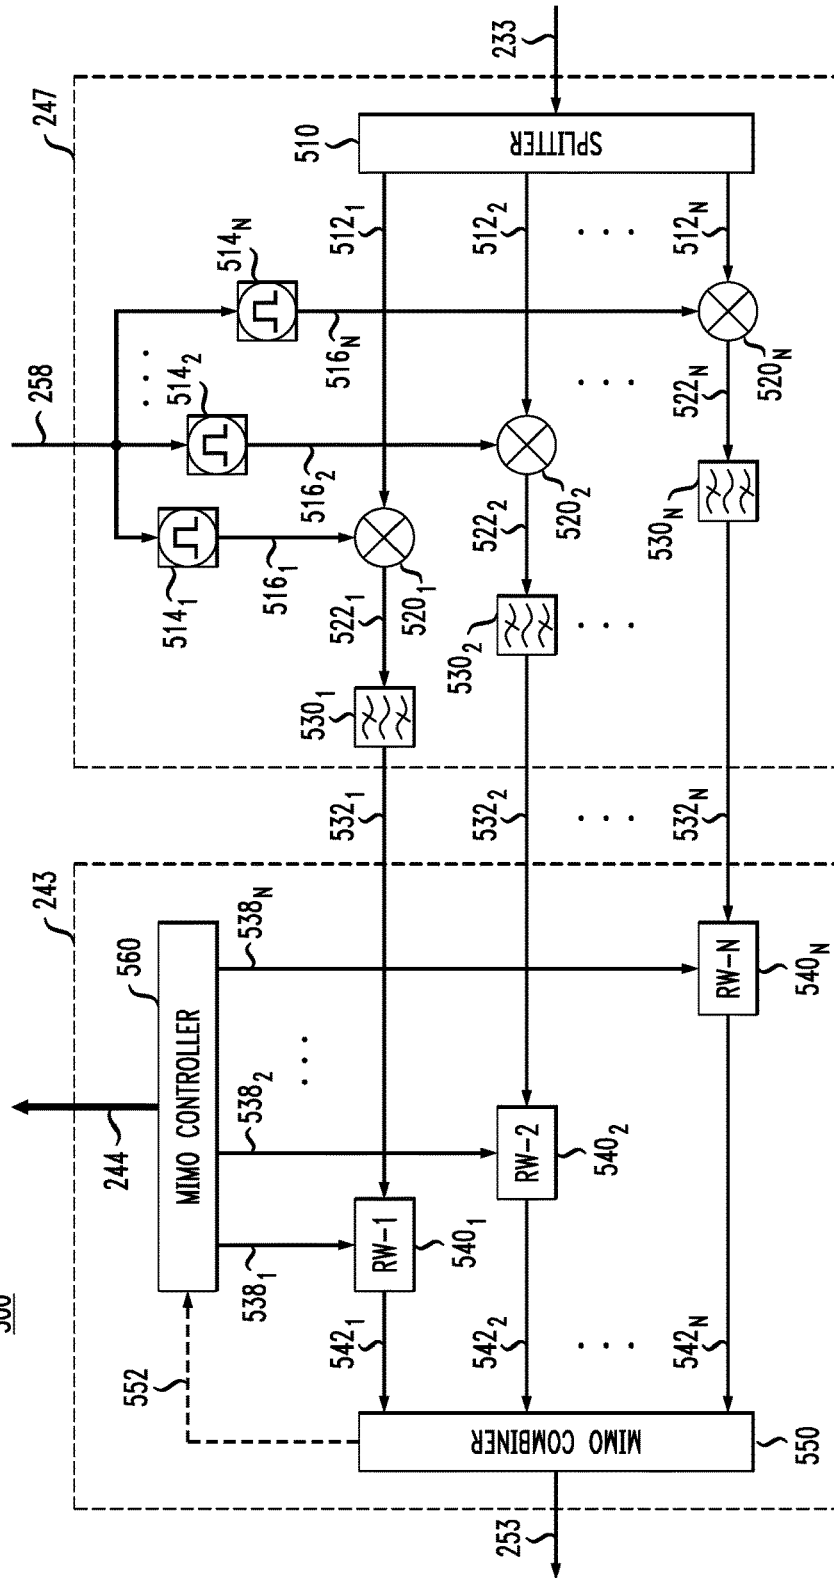 500
233
247
510
SPLITTER
512₁
512₂
. . .
512N
514N
516N
520N
. . .
522N
258
. . .
514₂
516₂
520₂
522₂
530N
514₁
516₁
520₁
522₁
530₂
. . .
530₁
532₁
532₂
. . .
532N
243
560
MIMO CONTROLLER
244
538N
. . .
538₂
538₁
RW-N
540N
RW-2
540₂
RW-1
540₁
552
542₁
542₂
. . .
542N
MIMO COMBINER
550
253